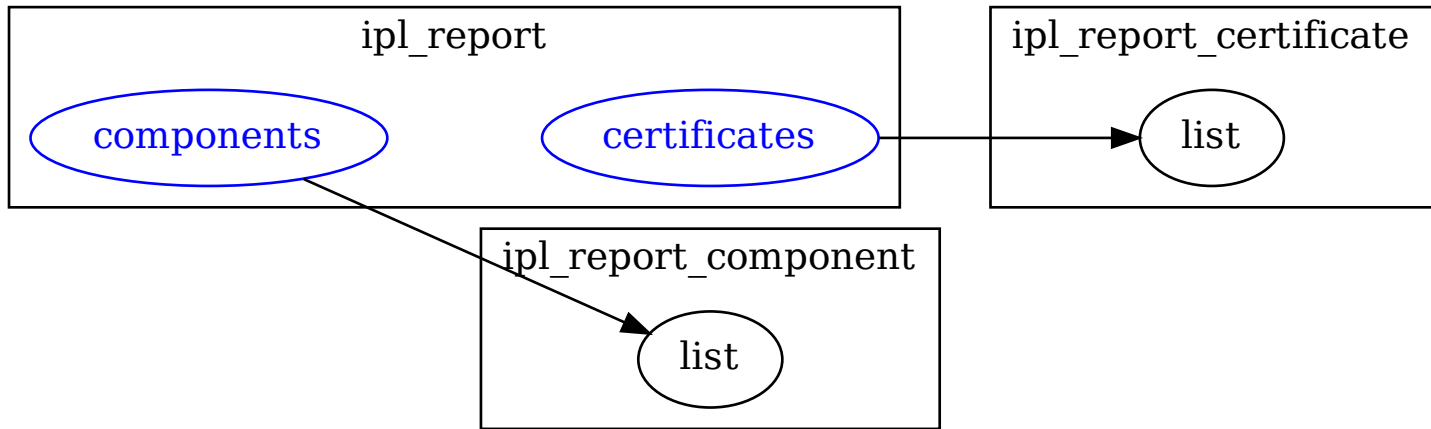 ipl_report
components
certificates
ipl_report_certificate
list
ipl_report_component
list